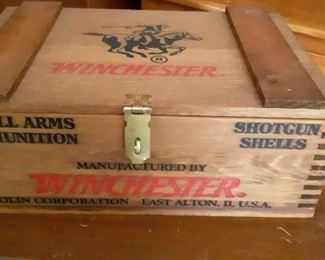 ®
WINCHESTER
LL ARMS
MUNITION
SHOTGUN
SHELLS
MANUFACTURED BY
WINCHESTER®
OLIN CORPORATION EAST ALTON, IL U.S.A.